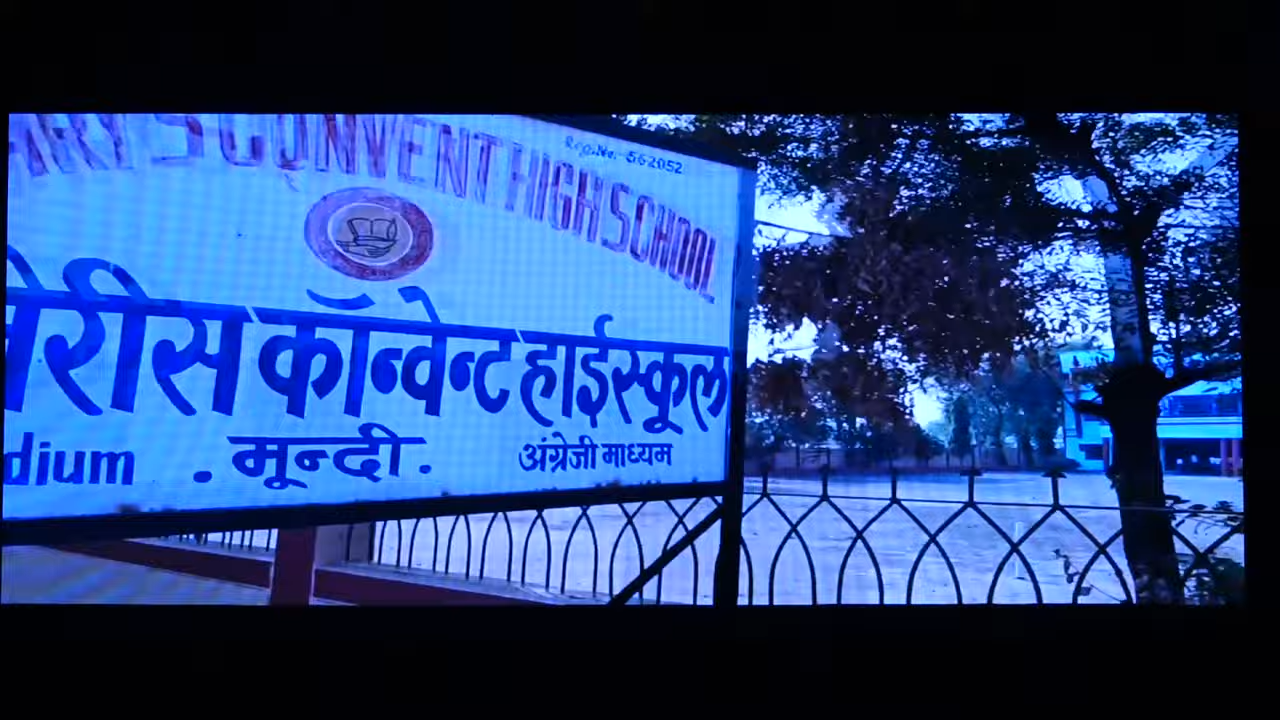 Reg.No.-562052
ARY'S CONVENT HIGH SCHOOL
मेरीस कॉन्वेन्ट हाईस्कूल
dium . मून्दी . अंग्रेजी माध्यम